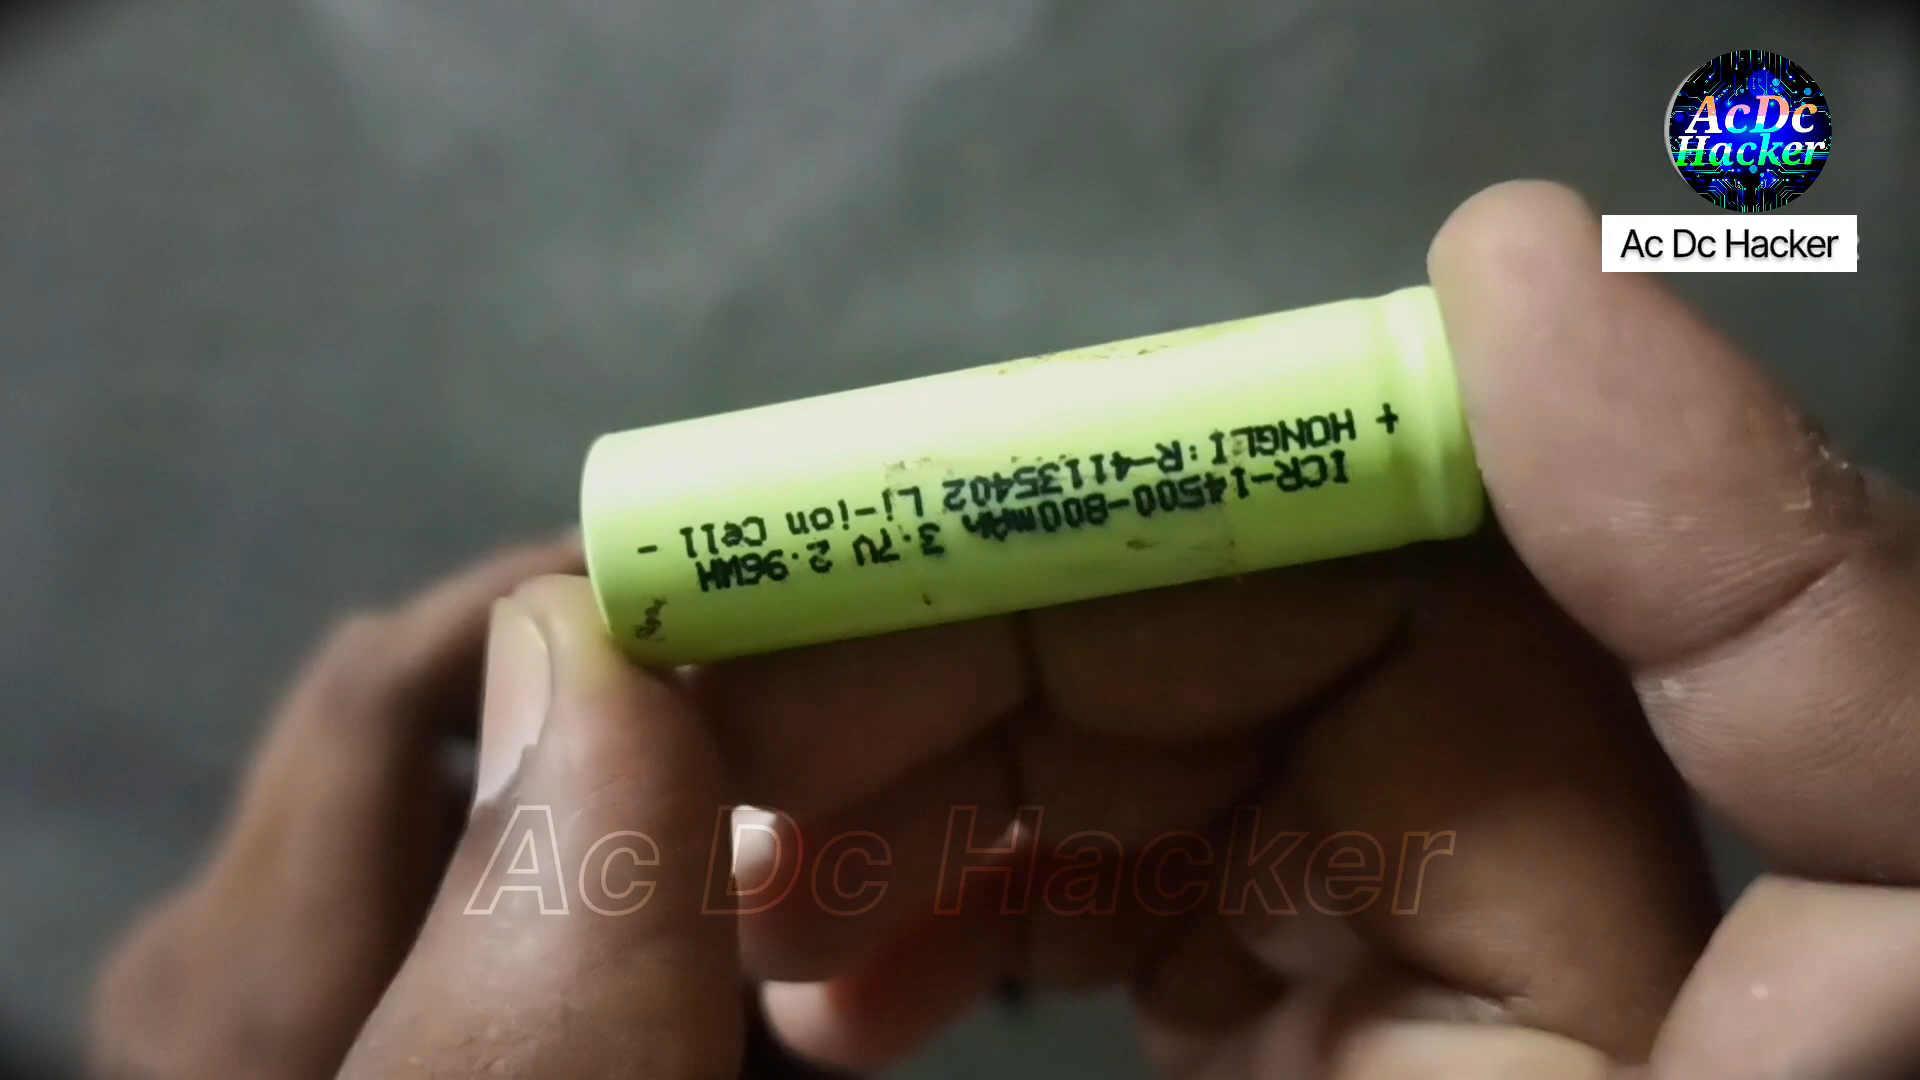 AcDc
Hacker
Ac Dc Hacker
ICR-14500-800mAh 3.7V 2.96WH
+ HONGLI:R-41135402 Li-ion Cell -
Ac Dc Hacker